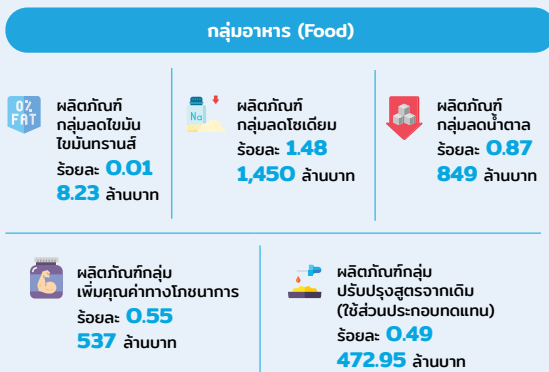 กลุ่มอาหาร (Food)
0%
FAT
ผลิตภัณฑ์
กลุ่มลดไขมัน
ไขมันทรานส์
ร้อยละ 0.01
8.23 ล้านบาท
Na
ผลิตภัณฑ์
กลุ่มลดโซเดียม
ร้อยละ 1.48
1,450 ล้านบาท
ผลิตภัณฑ์
กลุ่มลดน้ำตาล
ร้อยละ 0.87
849 ล้านบาท
ผลิตภัณฑ์กลุ่ม
เพิ่มคุณค่าทางโภชนาการ
ร้อยละ 0.55
537 ล้านบาท
ผลิตภัณฑ์กลุ่ม
ปรับปรุงสูตรจากเดิม
(ใช้ส่วนประกอบทดแทน)
ร้อยละ 0.49
472.95 ล้านบาท